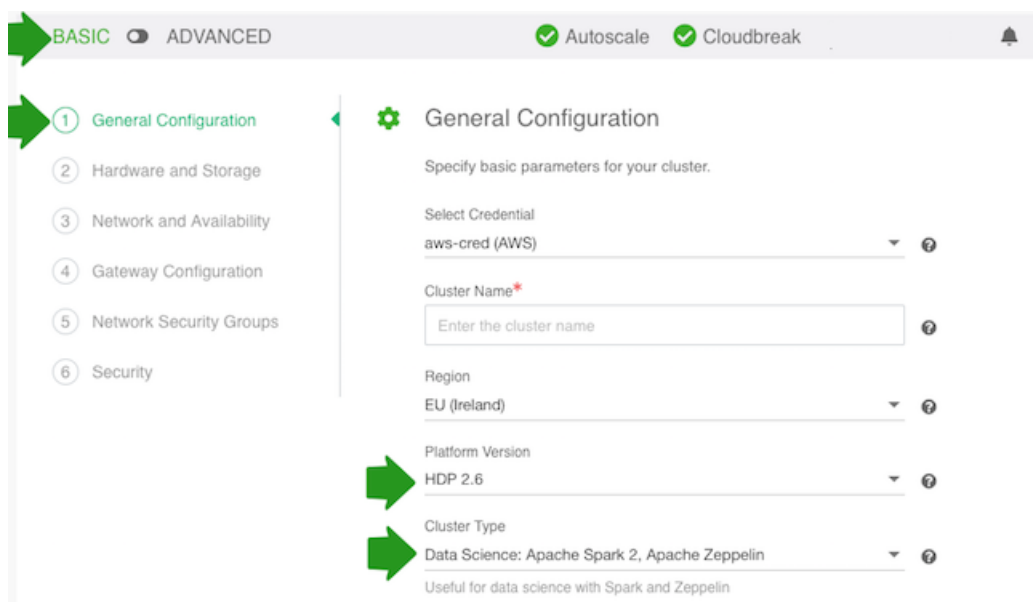 BASIC ADVANCED Autoscale Cloudbreak
1 General Configuration
2 Hardware and Storage
3 Network and Availability
4 Gateway Configuration
5 Network Security Groups
6 Security
General Configuration
Specify basic parameters for your cluster.
Select Credential
aws-cred (AWS)
Cluster Name*
Enter the cluster name
Region
EU (Ireland)
Platform Version
HDP 2.6
Cluster Type
Data Science: Apache Spark 2, Apache Zeppelin
Useful for data science with Spark and Zeppelin